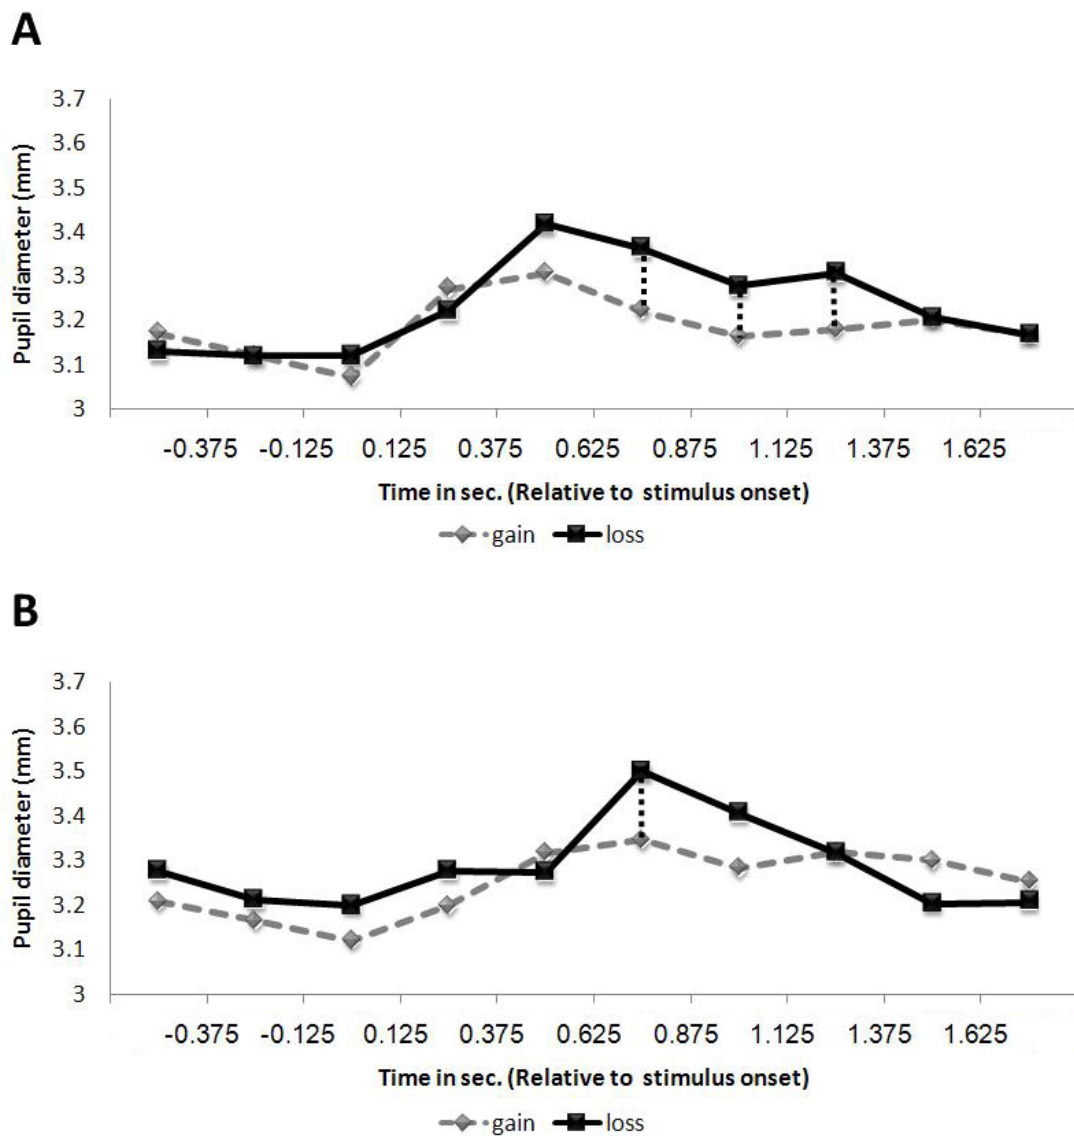 A
3.7
3.6
3.5
3.4
3.3
3.2
3.1
3
Pupil diameter (mm)
-0.375 -0.125 0.125 0.375 0.625 0.875 1.125 1.375 1.625
Time in sec. (Relative to stimulus onset)
gain loss
B
3.7
3.6
3.5
3.4
3.3
3.2
3.1
3
Pupil diameter (mm)
-0.375 -0.125 0.125 0.375 0.625 0.875 1.125 1.375 1.625
Time in sec. (Relative to stimulus onset)
gain loss